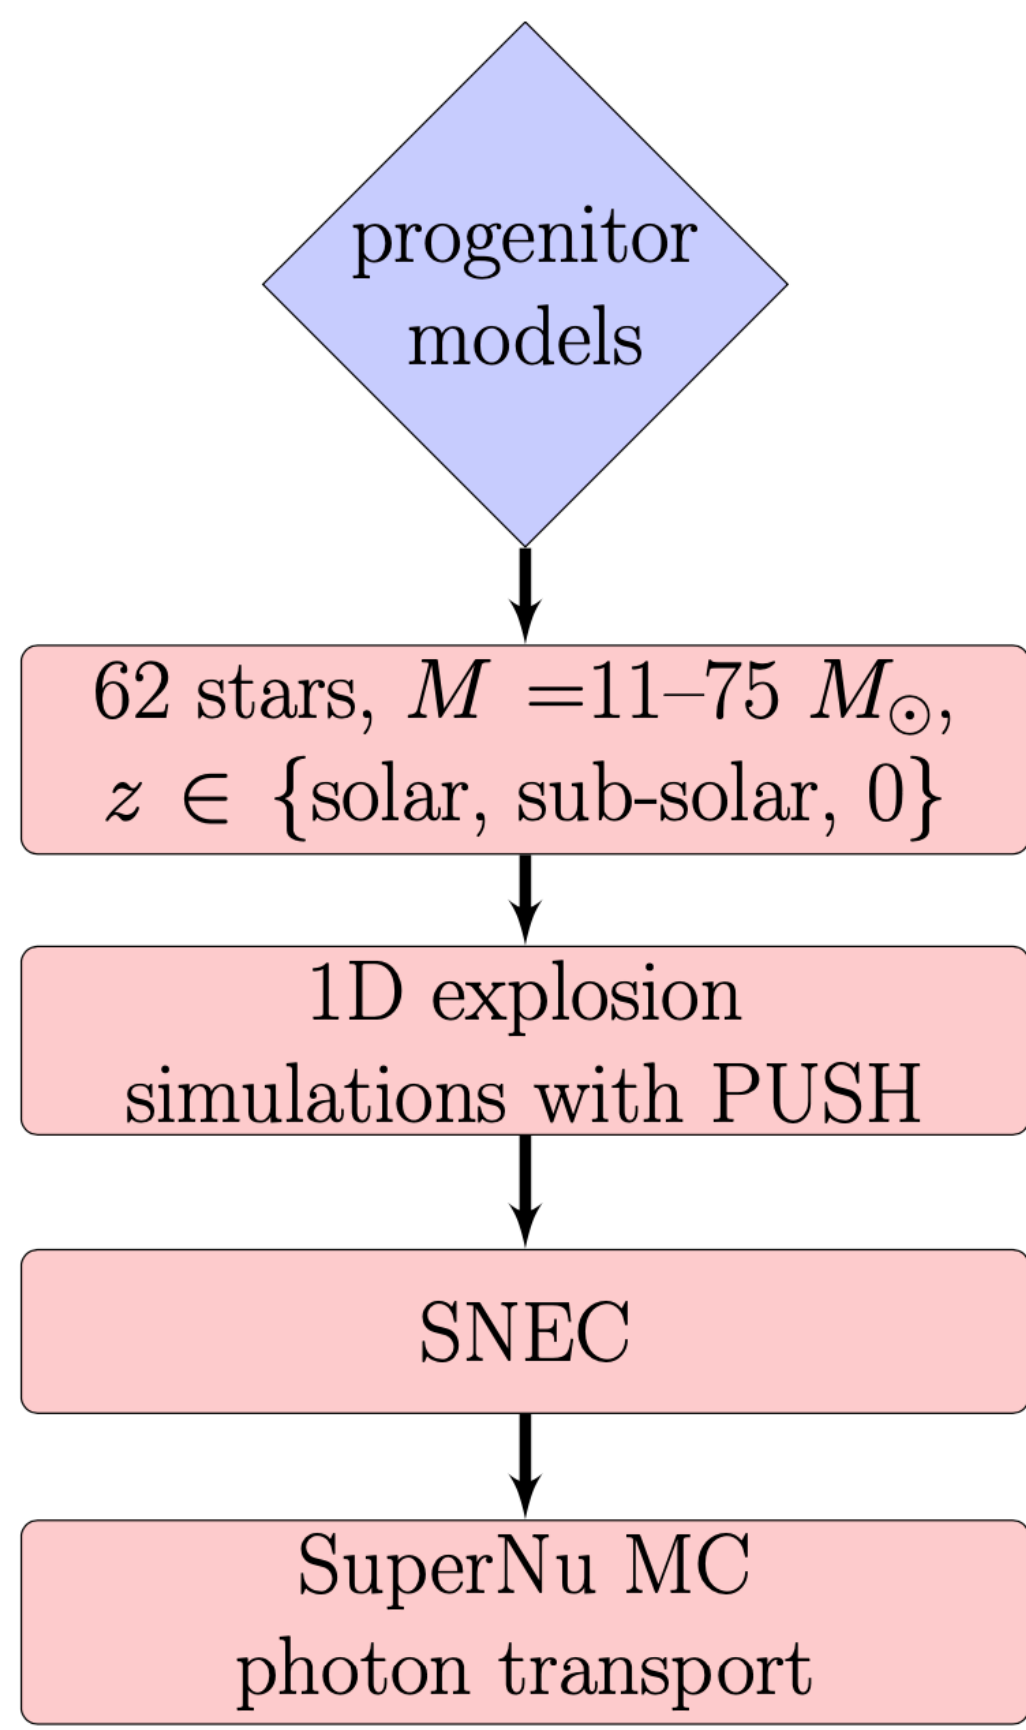 progenitor
models
62 stars, M =11–75 M☉,
z ∈ {solar, sub-solar, 0}
1D explosion
simulations with PUSH
SNEC
SuperNu MC
photon transport